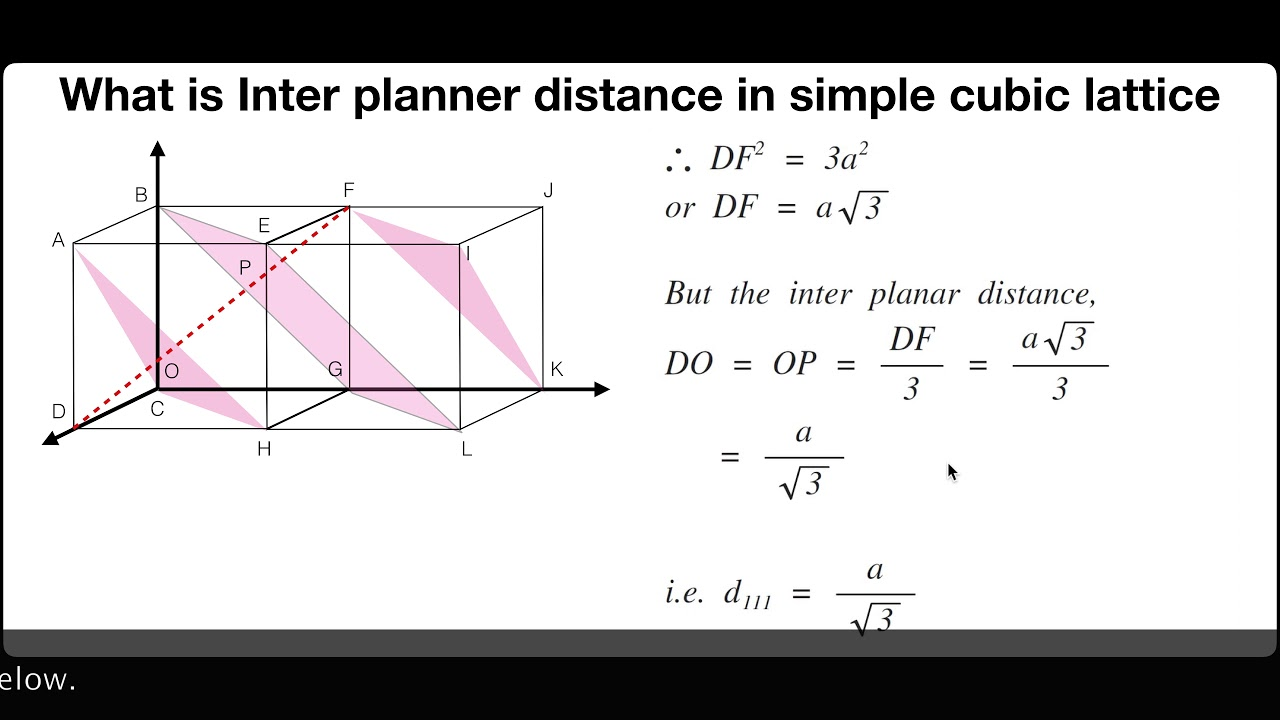 What is Inter planner distance in simple cubic lattice
B
F
J
A
E
I
P
O
G
K
D
C
H
L
∴ DF² = 3a²
or DF = a√3
But the inter planar distance,
DO = OP = DF/3 = a√3/3
= a/√3
i.e. d₁₁₁ = a/√3
elow.